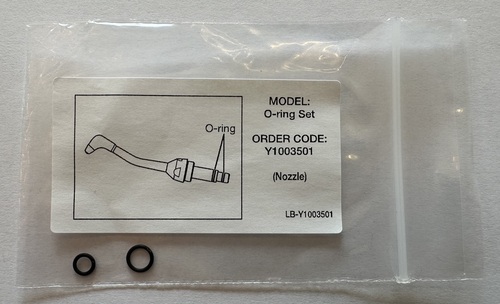 O-ring
MODEL:
O-ring Set
ORDER CODE:
Y1003501
(Nozzle)
LB-Y1003501